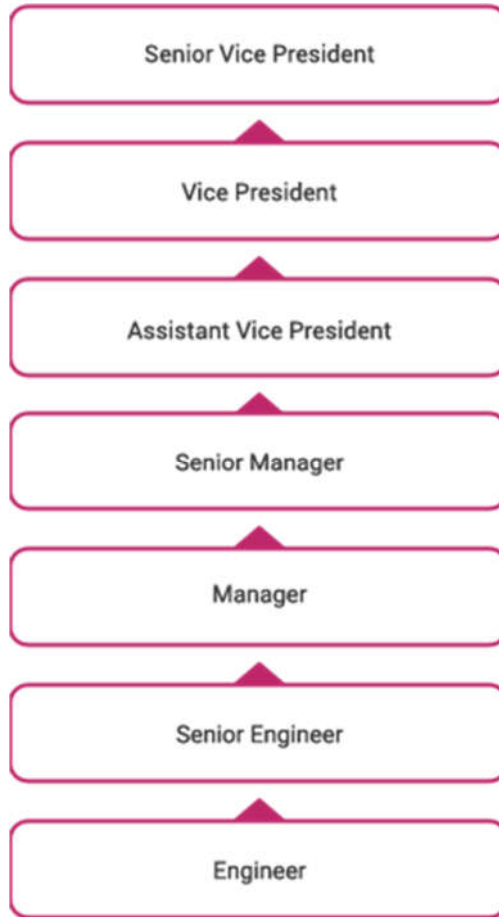 Senior Vice President
Vice President
Assistant Vice President
Senior Manager
Manager
Senior Engineer
Engineer